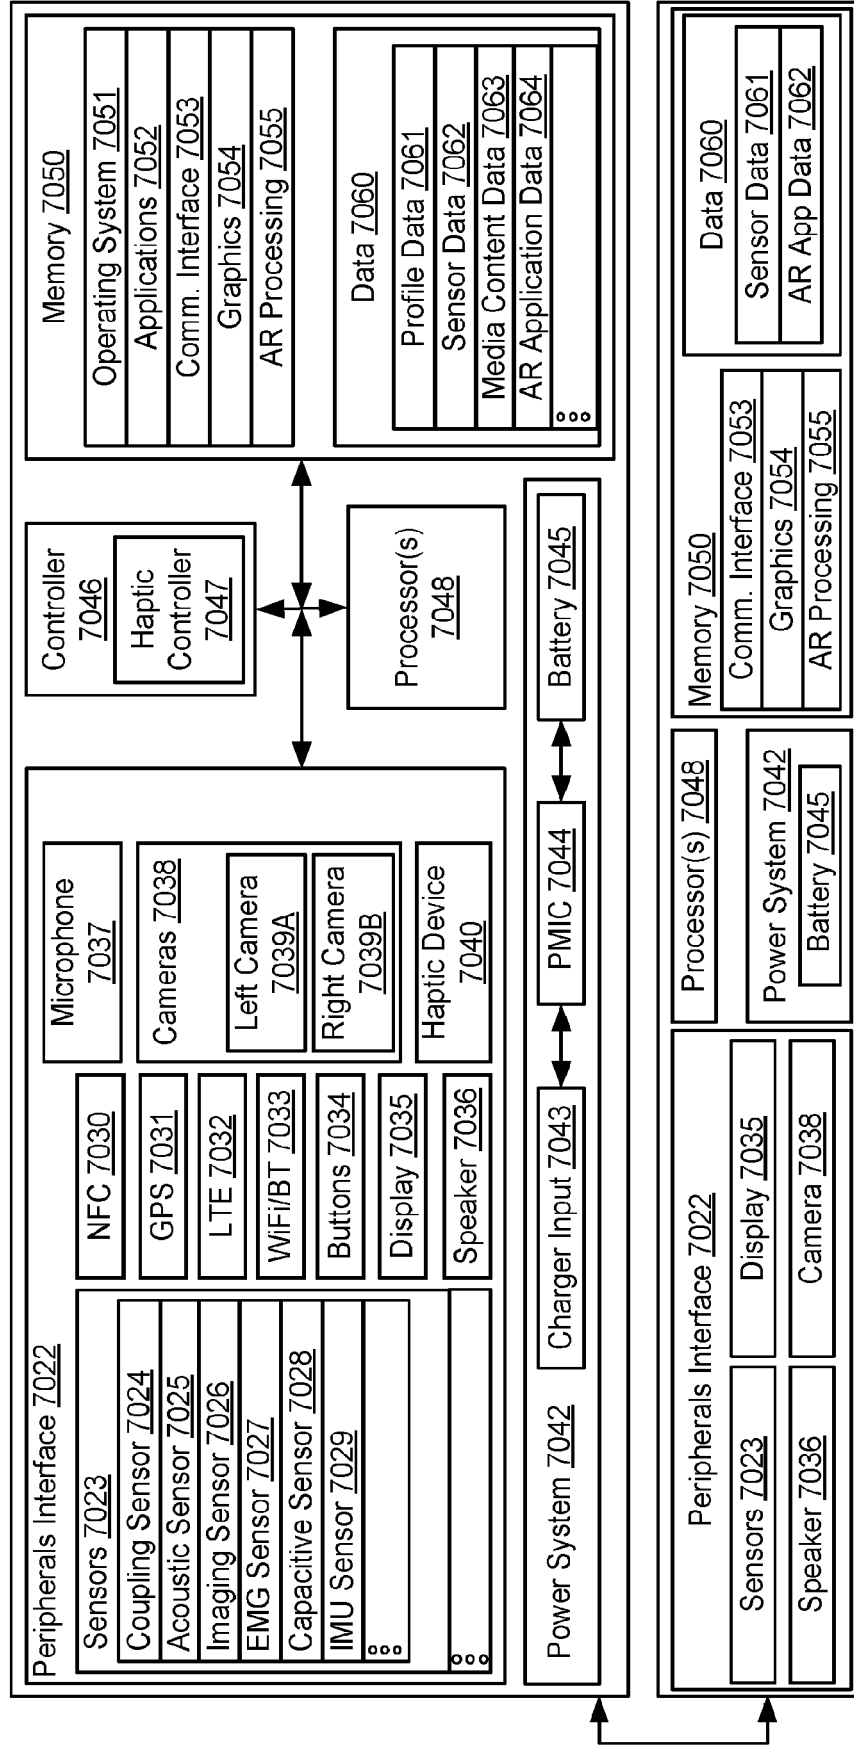 Peripherals Interface 7022
Sensors 7023
Coupling Sensor 7024
Acoustic Sensor 7025
Imaging Sensor 7026
EMG Sensor 7027
Capacitive Sensor 7028
IMU Sensor 7029
NFC 7030
GPS 7031
LTE 7032
WiFi/BT 7033
Buttons 7034
Display 7035
Speaker 7036
Microphone
7037
Cameras 7038
Left Camera
7039A
Right Camera
7039B
Haptic Device
7040
Controller
7046
Haptic
Controller
7047
Processor(s)
7048
Memory 7050
Operating System 7051
Applications 7052
Comm. Interface 7053
Graphics 7054
AR Processing 7055
Data 7060
Profile Data 7061
Sensor Data 7062
Media Content Data 7063
AR Application Data 7064
Power System 7042
Charger Input 7043
PMIC 7044
Battery 7045
Peripherals Interface 7022
Sensors 7023
Display 7035
Speaker 7036
Camera 7038
Processor(s) 7048
Power System 7042
Battery 7045
Memory 7050
Comm. Interface 7053
Graphics 7054
AR Processing 7055
Data 7060
Sensor Data 7061
AR App Data 7062